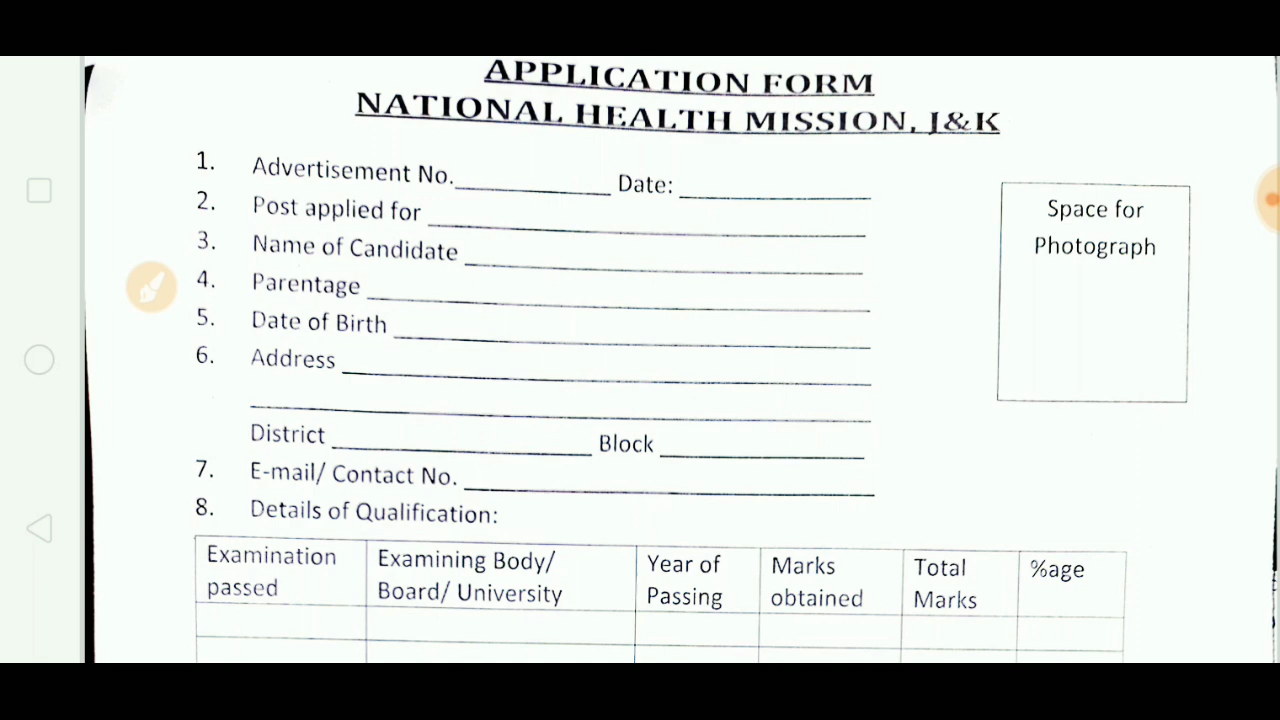 APPLICATION FORM
NATIONAL HEALTH MISSION, J&K
1. Advertisement No. Date:
2. Post applied for
3. Name of Candidate
4. Parentage
5. Date of Birth
6. Address
District Block
7. E-mail/ Contact No.
8. Details of Qualification:
Space for
Photograph
Examination passed
Examining Body/ Board/ University
Year of Passing
Marks obtained
Total Marks
%age